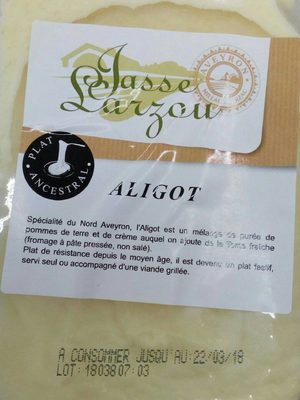 Jasse
Larzou
AVEYRON
PLAT
ANCESTRAL
ALIGOT
Spécialité du Nord Aveyron, l'Aligot est un mélange de purée de
pommes de terre et de crème auquel on ajoute de la Tome fraîche
(fromage à pâte pressée, non salé).
Plat de résistance depuis le moyen âge, il est devenu un plat festif,
servi seul ou accompagné d'une viande grillée.
A CONSOMMER JUSQU'AU:22/03/18
LOT: 180380703